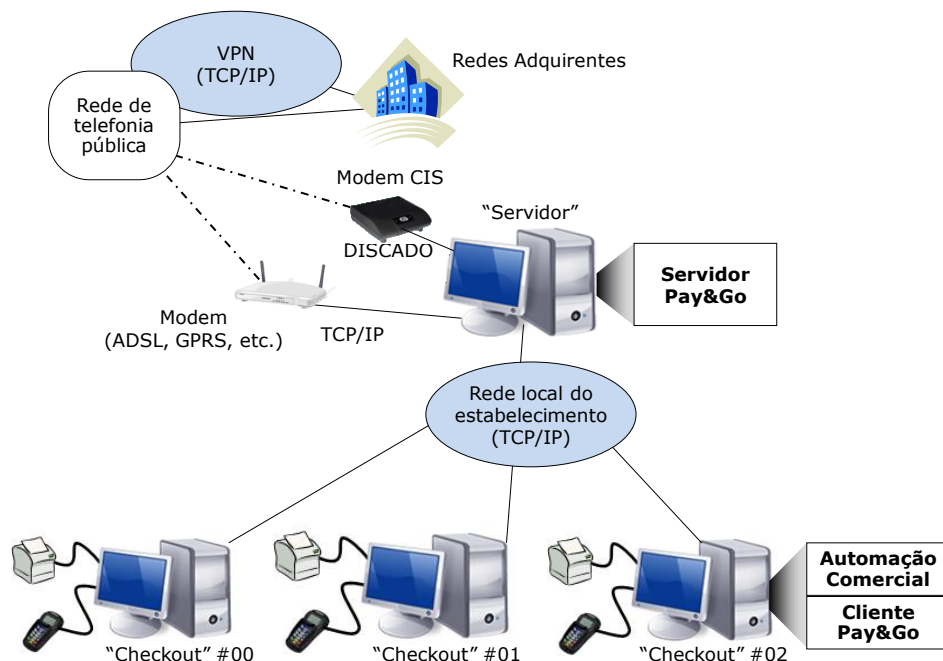 VPN
(TCP/IP)
Redes Adquirentes
Rede de
telefonia
pública
Modem CIS
"Servidor"
DISCADO
Servidor
Pay&Go
Modem
(ADSL, GPRS, etc.)
TCP/IP
Rede local do
estabelecimento
(TCP/IP)
Automação
Comercial
Cliente
Pay&Go
"Checkout" #00
"Checkout" #01
"Checkout" #02